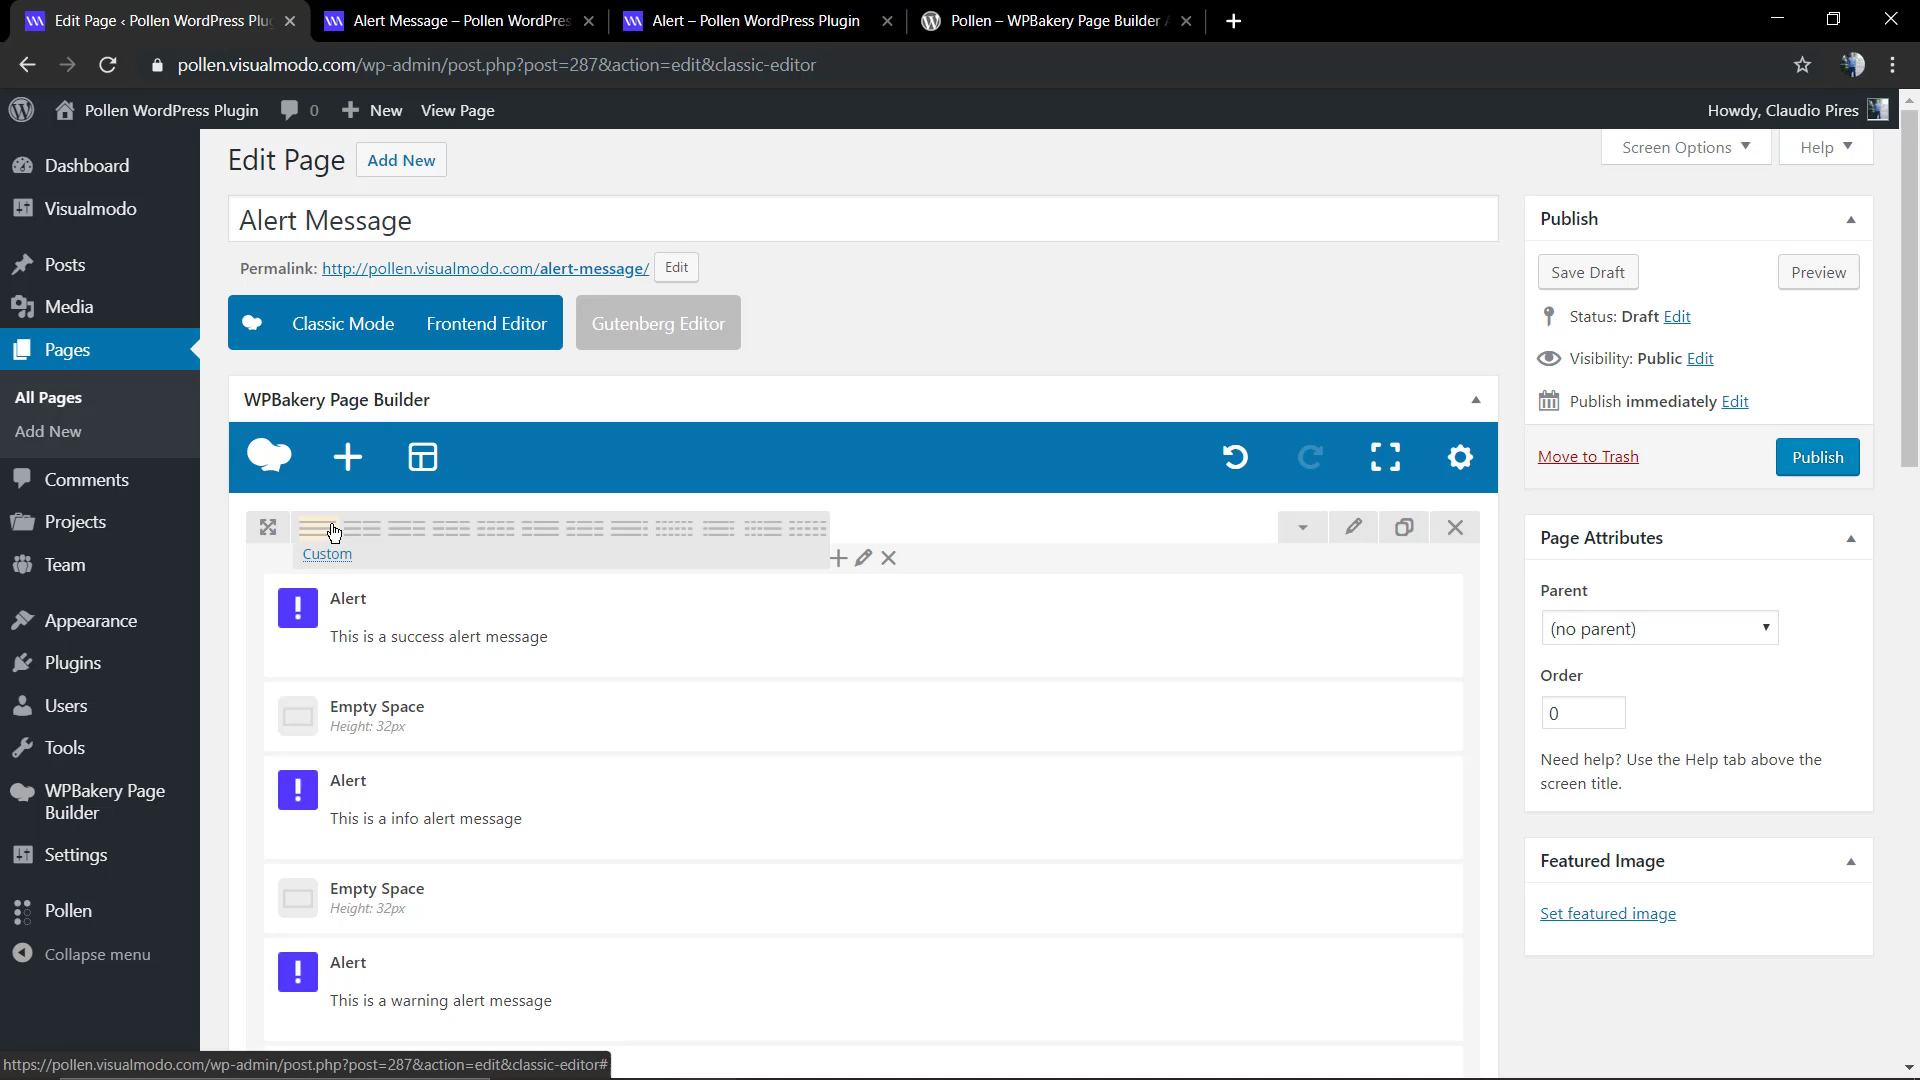 Edit Page ‹ Pollen WordPress Plu
Alert Message – Pollen WordPres
Alert – Pollen WordPress Plugin
Pollen – WPBakery Page Builder A
pollen.visualmodo.com/wp-admin/post.php?post=287&action=edit&classic-editor
Pollen WordPress Plugin
0
New
View Page
Howdy, Claudio Pires
Dashboard
Visualmodo
Posts
Media
Pages
All Pages
Add New
Comments
Projects
Team
Appearance
Plugins
Users
Tools
WPBakery Page
Builder
Settings
Pollen
Collapse menu
Edit Page
Add New
Screen Options
Help
Alert Message
Permalink: http://pollen.visualmodo.com/alert-message/
Edit
Classic Mode
Frontend Editor
Gutenberg Editor
WPBakery Page Builder
Custom
Alert
This is a success alert message
Empty Space
Height: 32px
Alert
This is a info alert message
Empty Space
Height: 32px
Alert
This is a warning alert message
Publish
Save Draft
Preview
Status: Draft Edit
Visibility: Public Edit
Publish immediately Edit
Move to Trash
Publish
Page Attributes
Parent
(no parent)
Order
0
Need help? Use the Help tab above the
screen title.
Featured Image
Set featured image
https://pollen.visualmodo.com/wp-admin/post.php?post=287&action=edit&classic-editor#